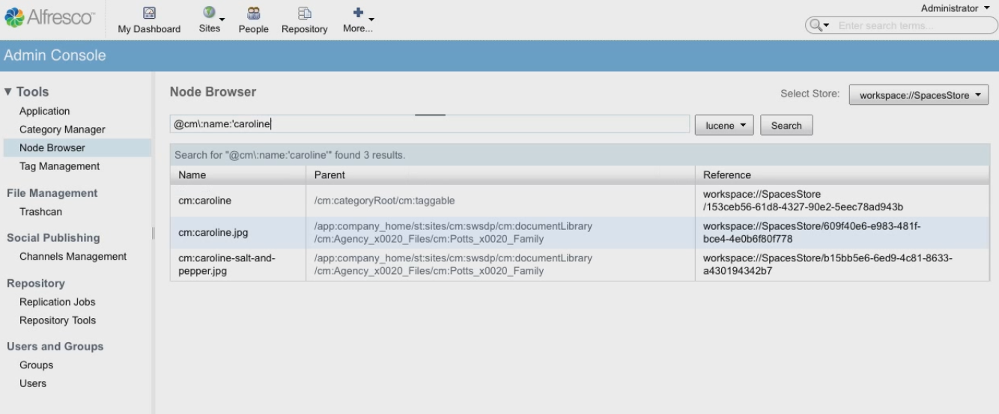 Alfresco™
My Dashboard Sites People Repository More...
Administrator
Enter search terms...
Admin Console
Tools
Application
Category Manager
Node Browser
Tag Management
File Management
Trashcan
Social Publishing
Channels Management
Repository
Replication Jobs
Repository Tools
Users and Groups
Groups
Users
Node Browser
Select Store: workspace://SpacesStore
@cm\:name:'caroline
lucene Search
Search for "@cm\:name:'caroline'" found 3 results.
Name Parent Reference
cm:caroline /cm:categoryRoot/cm:taggable workspace://SpacesStore
/153ceb56-61d8-4327-90e2-5eec78ad943b
cm:caroline.jpg /app:company_home/st:sites/cm:swsdp/cm:documentLibrary workspace://SpacesStore/609f40e6-e983-481f-
/cm:Agency_x0020_Files/cm:Potts_x0020_Family bce4-4e0b6f80f778
cm:caroline-salt-and- /app:company_home/st:sites/cm:swsdp/cm:documentLibrary workspace://SpacesStore/b15bb5e6-6ed9-4c81-8633-
pepper.jpg /cm:Agency_x0020_Files/cm:Potts_x0020_Family a430194342b7